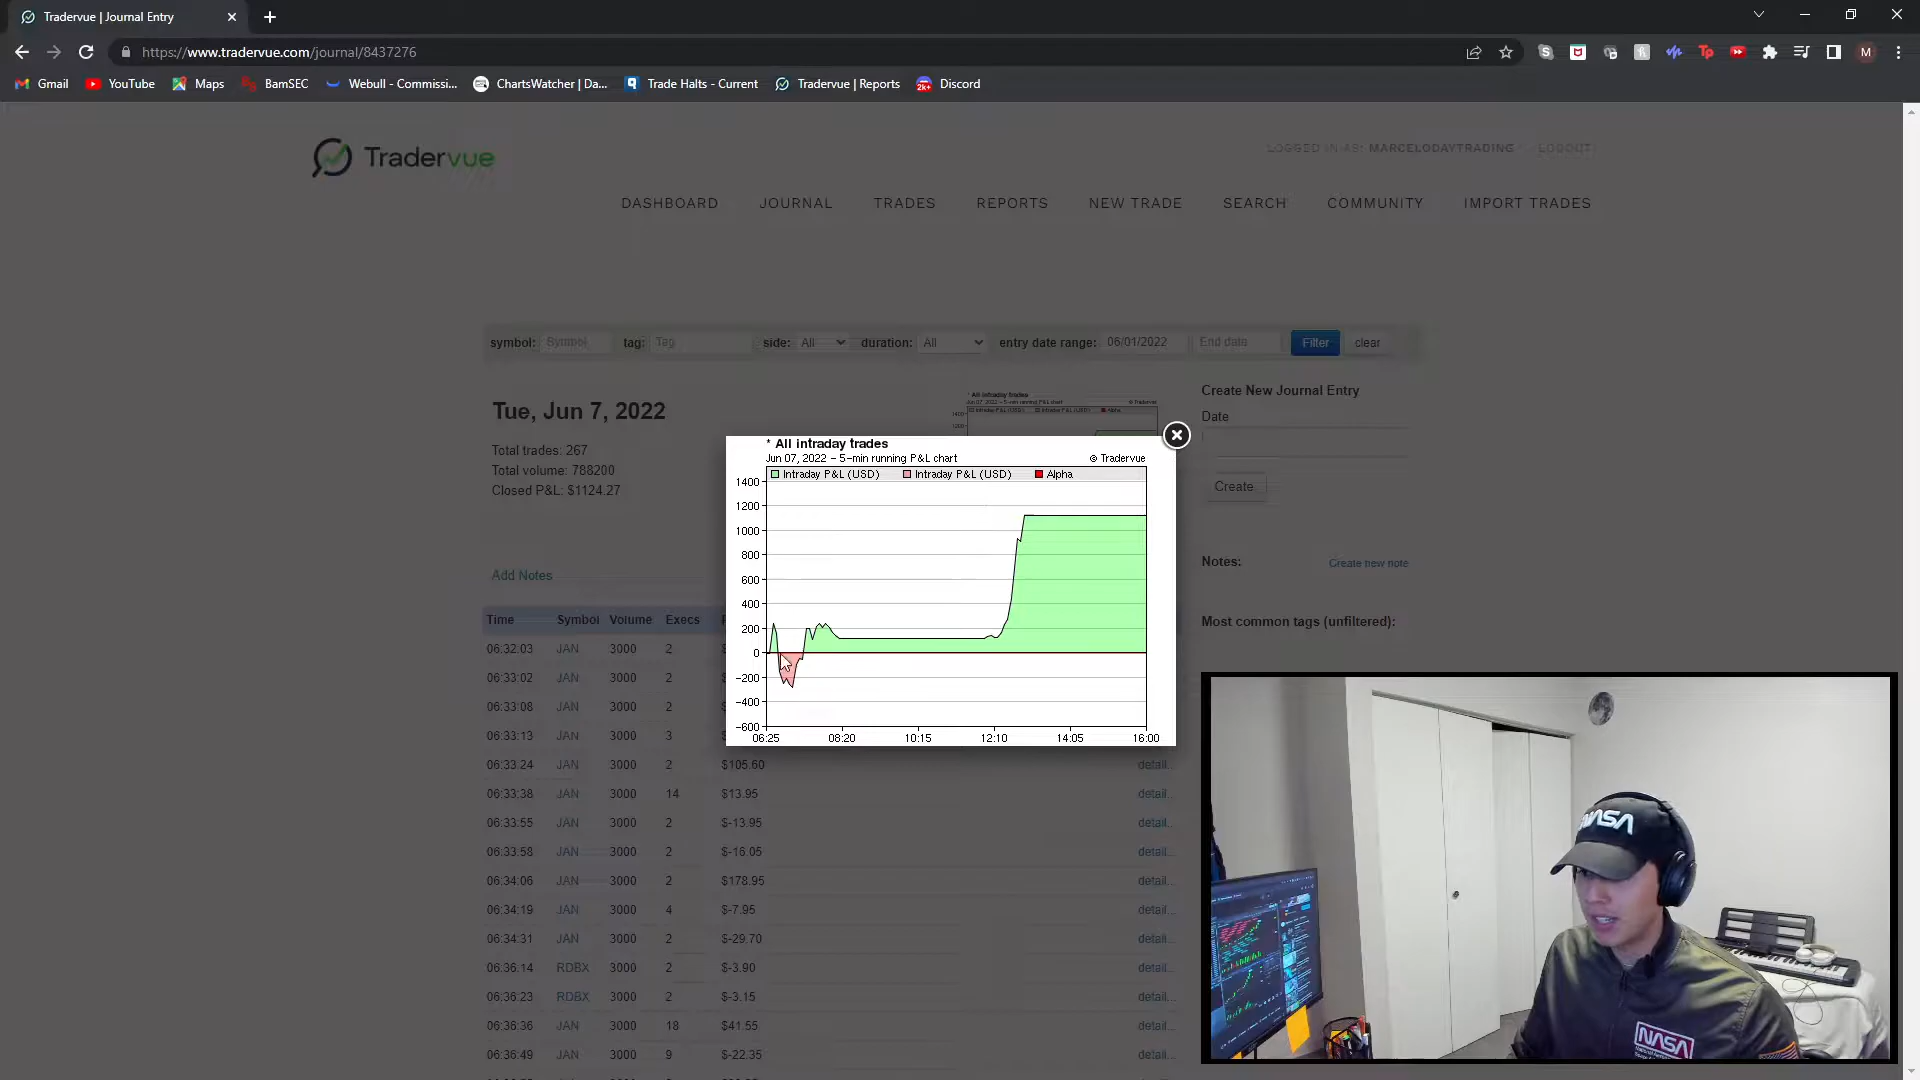 Tradervue | Journal Entry
https://www.tradervue.com/journal/8437276
M
Gmail YouTube Maps BamSEC Webull - Commissi... ChartsWatcher | Da... Trade Halts - Current Tradervue | Reports Discord
Tradervue
LOGGED IN AS: MARCELODAYTRADING LOGOUT
DASHBOARD JOURNAL TRADES REPORTS NEW TRADE SEARCH COMMUNITY IMPORT TRADES
symbol: Symbol tag: Tag side: All duration: All entry date range: 06/01/2022 End date Filter clear
Tue, Jun 7, 2022
Total trades: 267
Total volume: 788200
Closed P&L: $1124.27
Create New Journal Entry
Date
Create
Notes: Create new note
Most common tags (unfiltered):
* All intraday trades
Jun 07, 2022 - 5-min running P&L chart © Tradervue
Intraday P&L (USD) Intraday P&L (USD) Alpha
1400
1200
1000
800
600
400
200
0
-200
-400
-600
06:25 08:20 10:15 12:10 14:05 16:00
Add Notes
Time Symbol Volume Execs
06:32:03 JAN 3000 2
06:33:02 JAN 3000 2
06:33:08 JAN 3000 2
06:33:13 JAN 3000 3
06:33:24 JAN 3000 2 $105.60 detail...
06:33:38 JAN 3000 14 $13.95 detail...
06:33:55 JAN 3000 2 $-13.95 detail...
06:33:58 JAN 3000 2 $-16.05 detail...
06:34:06 JAN 3000 2 $178.95 detail...
06:34:19 JAN 3000 4 $-7.95 detail...
06:34:31 JAN 3000 2 $-29.70 detail...
06:36:14 RDBX 3000 2 $-3.90 detail...
06:36:23 RDBX 3000 2 $-3.15 detail...
06:36:36 JAN 3000 18 $41.55 detail...
06:36:49 JAN 3000 9 $-22.35 detail...
NASA
NASA